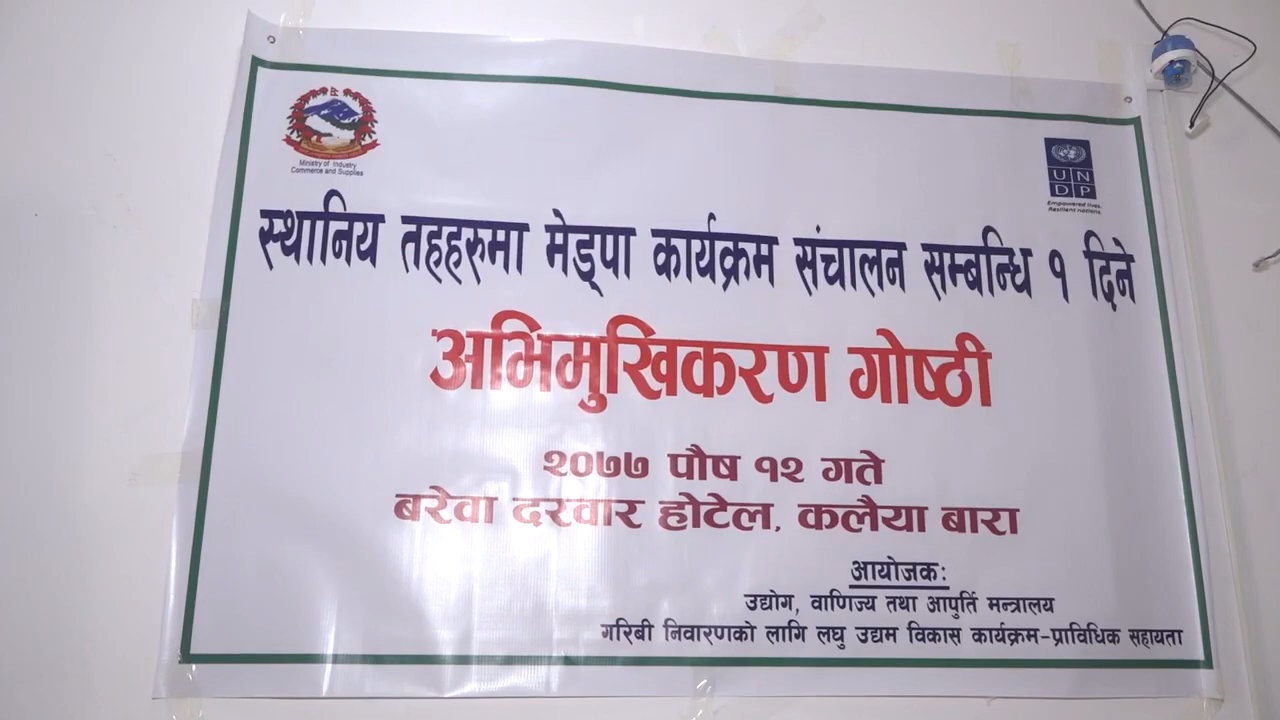 Ministry of Industry
Commerce and Supplies
UN
DP
Empowered lives.
Resilient nations.
स्थानिय तहहरुमा मेड्पा कार्यक्रम संचालन सम्बन्धि १ दिने
अभिमुखिकरण गोष्ठी
२०७७ पौष १२ गते
बरेवा दरवार होटेल, कलैया बारा
आयोजकः
उद्योग, वाणिज्य तथा आपुर्ति मन्त्रालय
गरिबी निवारणको लागि लघु उद्यम विकास कार्यक्रम-प्राविधिक सहायता